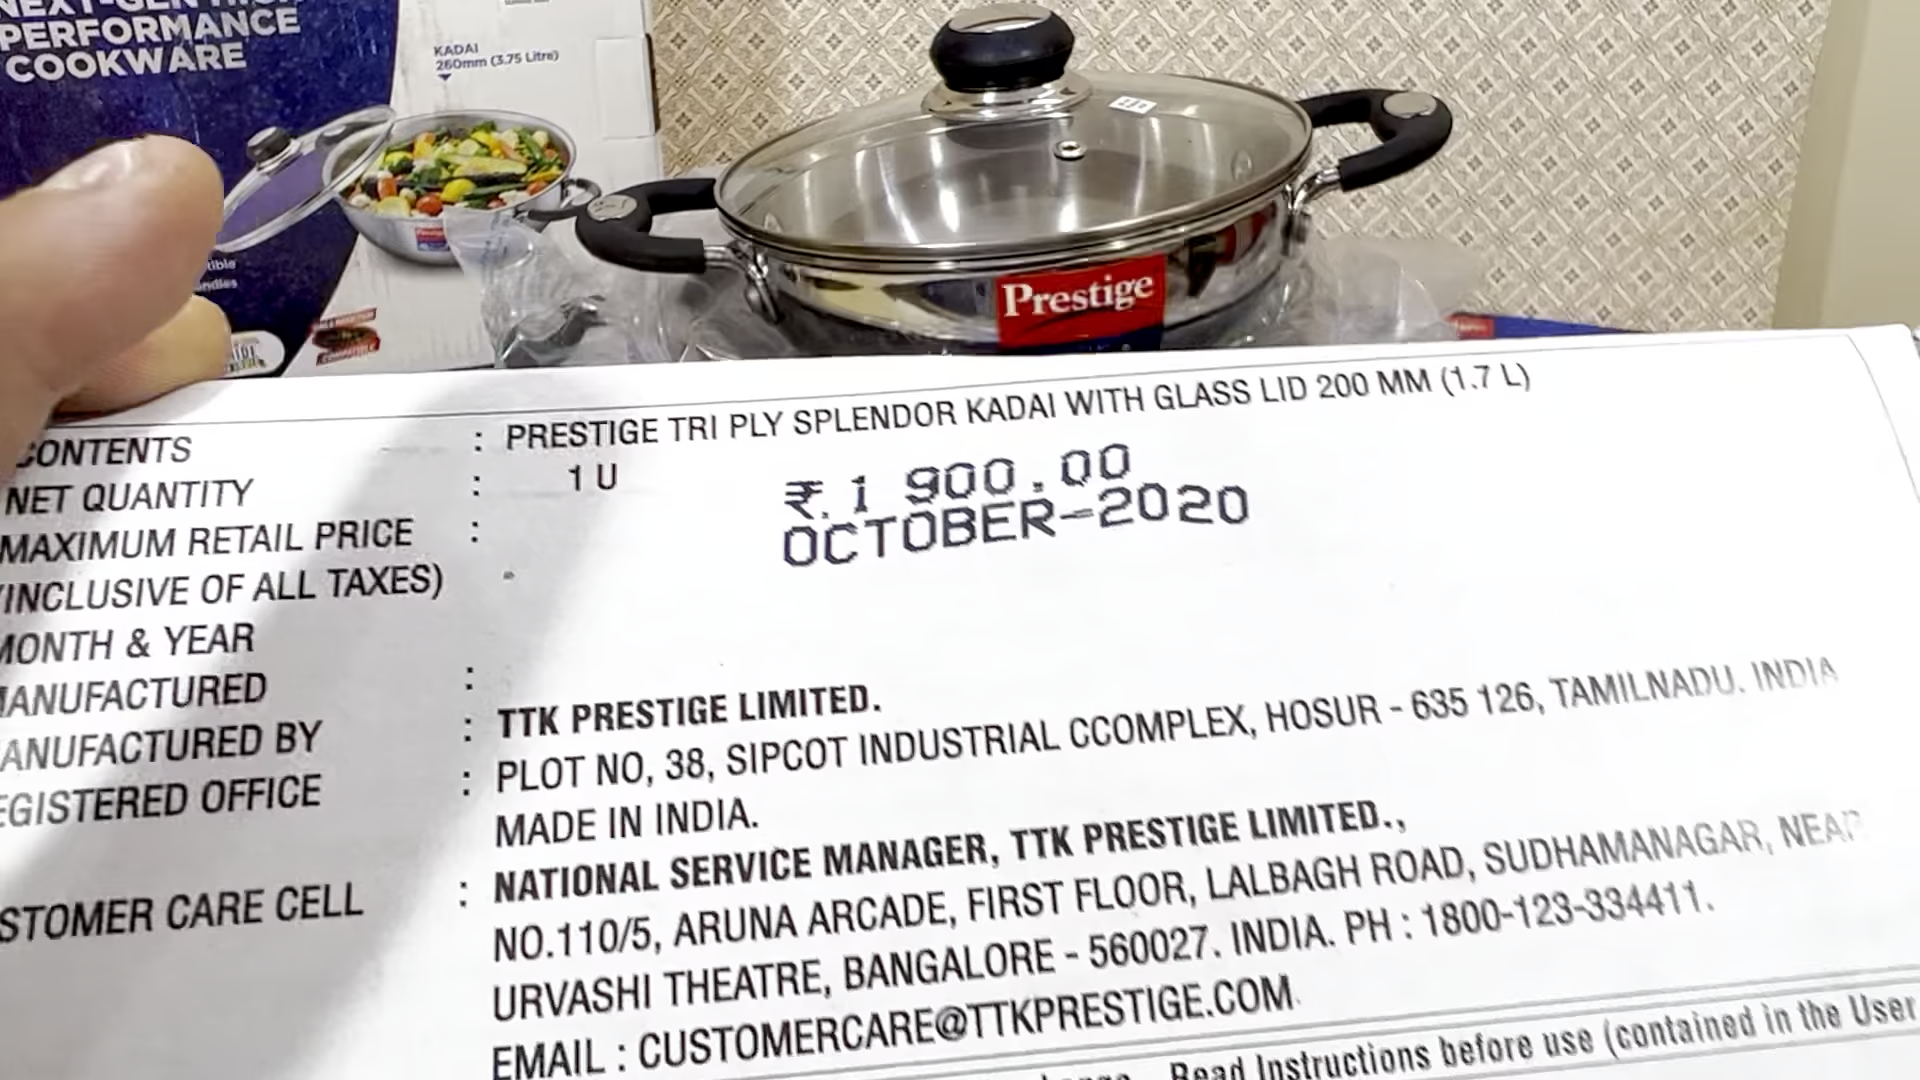 PERFORMANCE
COOKWARE
KADAI
260mm (3.75 Litre)
Prestige
CONTENTS : PRESTIGE TRI PLY SPLENDOR KADAI WITH GLASS LID 200 MM (1.7 L)
NET QUANTITY : 1 U
MAXIMUM RETAIL PRICE : ₹.1 900.00
(INCLUSIVE OF ALL TAXES) OCTOBER-2020
MONTH & YEAR
MANUFACTURED :
MANUFACTURED BY : TTK PRESTIGE LIMITED.
REGISTERED OFFICE : PLOT NO, 38, SIPCOT INDUSTRIAL CCOMPLEX, HOSUR - 635 126, TAMILNADU. INDIA
MADE IN INDIA.
CUSTOMER CARE CELL : NATIONAL SERVICE MANAGER, TTK PRESTIGE LIMITED.,
NO.110/5, ARUNA ARCADE, FIRST FLOOR, LALBAGH ROAD, SUDHAMANAGAR, NEAR
URVASHI THEATRE, BANGALORE - 560027. INDIA. PH : 1800-123-334411.
EMAIL : CUSTOMERCARE@TTKPRESTIGE.COM
Read Instructions before use (contained in the User